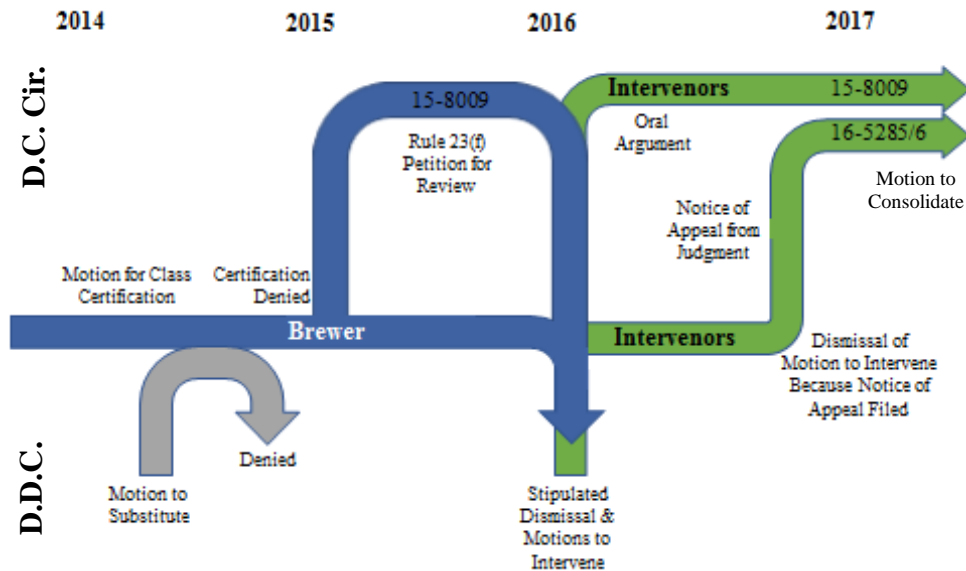 2014 2015 2016 2017
D.C. Cir.
15-8009
Intervenors 15-8009
Rule 23(f)
Petition for
Review
Oral
Argument
16-5285/6
Motion to
Consolidate
Notice of
Appeal from
Judgment
Motion for Class
Certification
Certification
Denied
Brewer
Intervenors
Dismissal of
Motion to Intervene
Because Notice of
Appeal Filed
D.D.C.
Denied
Motion to
Substitute
Stipulated
Dismissal &
Motions to
Intervene